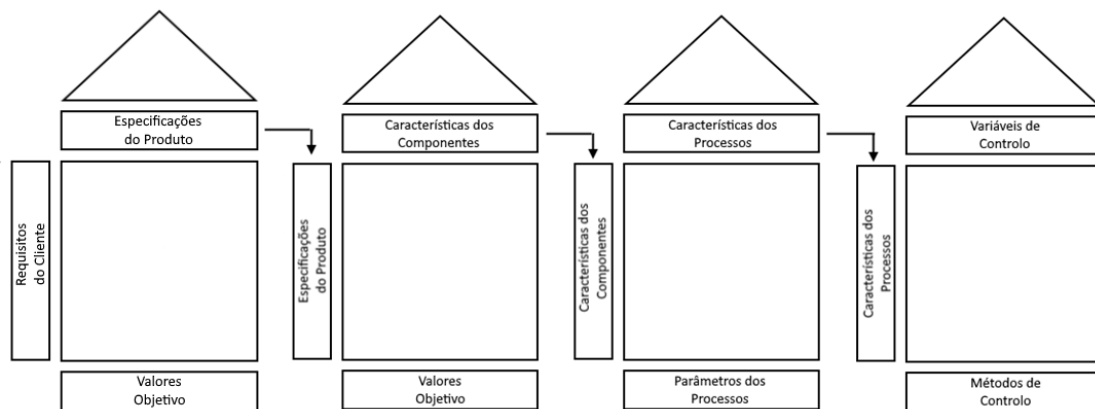 Especificações
do Produto
Características dos
Componentes
Características dos
Processos
Variáveis de
Controlo
Requisitos
do Cliente
Especificações
do Produto
Características dos
Componentes
Características dos
Processos
Valores
Objetivo
Valores
Objetivo
Parâmetros dos
Processos
Métodos de
Controlo